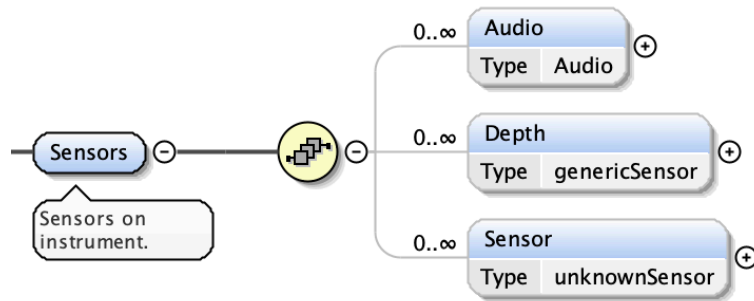 0..∞
Audio
Type Audio
0..∞
Depth
Type genericSensor
Sensors
Sensors on
instrument.
0..∞
Sensor
Type unknownSensor